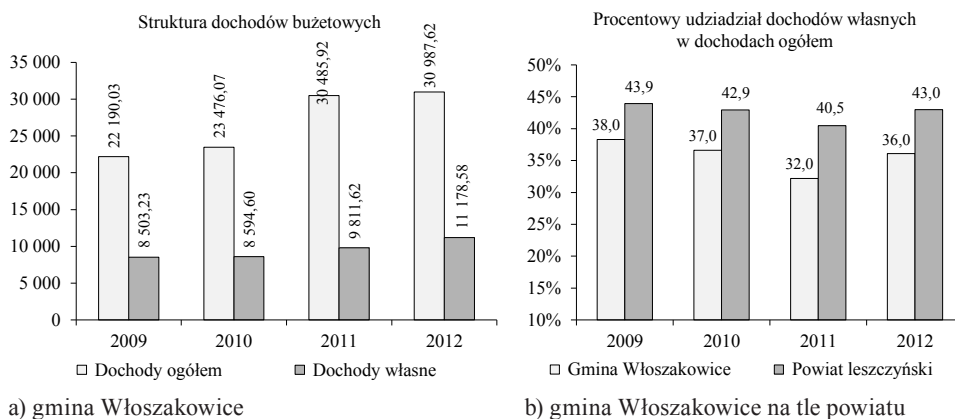 Struktura dochodów bużetowych
35 000
30 000
25 000
20 000
15 000
10 000
5 000
0
22 190,03
8 503,23
23 476,07
8 594,60
30 485,92
9 811,62
30 987,62
11 178,58
2009 2010 2011 2012
Dochody ogółem Dochody własne
a) gmina Włoszakowice
Procentowy udziadział dochodów własnych
w dochodach ogółem
50%
45%
40%
35%
30%
25%
20%
15%
10%
38,0 43,9 37,0 42,9 32,0 40,5 36,0 43,0
2009 2010 2011 2012
Gmina Włoszakowice Powiat leszczyński
b) gmina Włoszakowice na tle powiatu